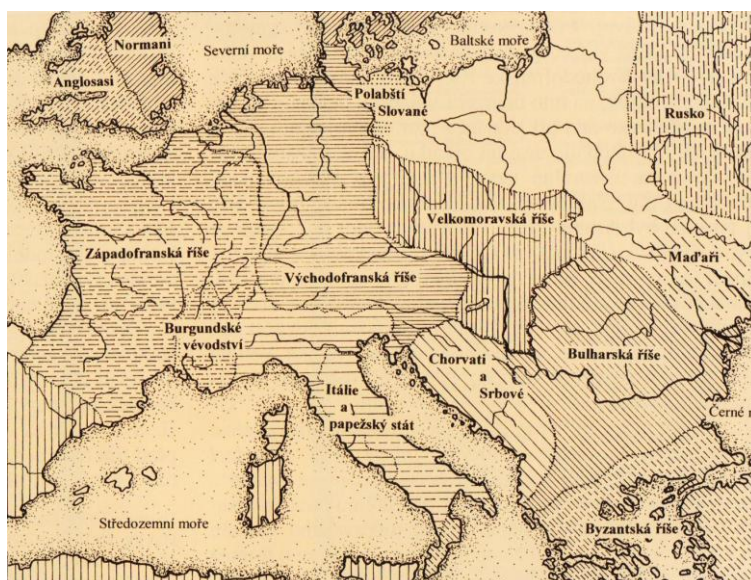 Normani
Severní moře
Baltské moře
Anglosasi
Polabští
Slované
Rusko
Velkomoravská říše
Západofranská říše
Maďaři
Východofranská říše
Burgundské
vévodství
Chorvati
a
Srbové
Bulharská říše
Itálie
a
papežský stát
Černé
Středozemní moře
Byzantská říše